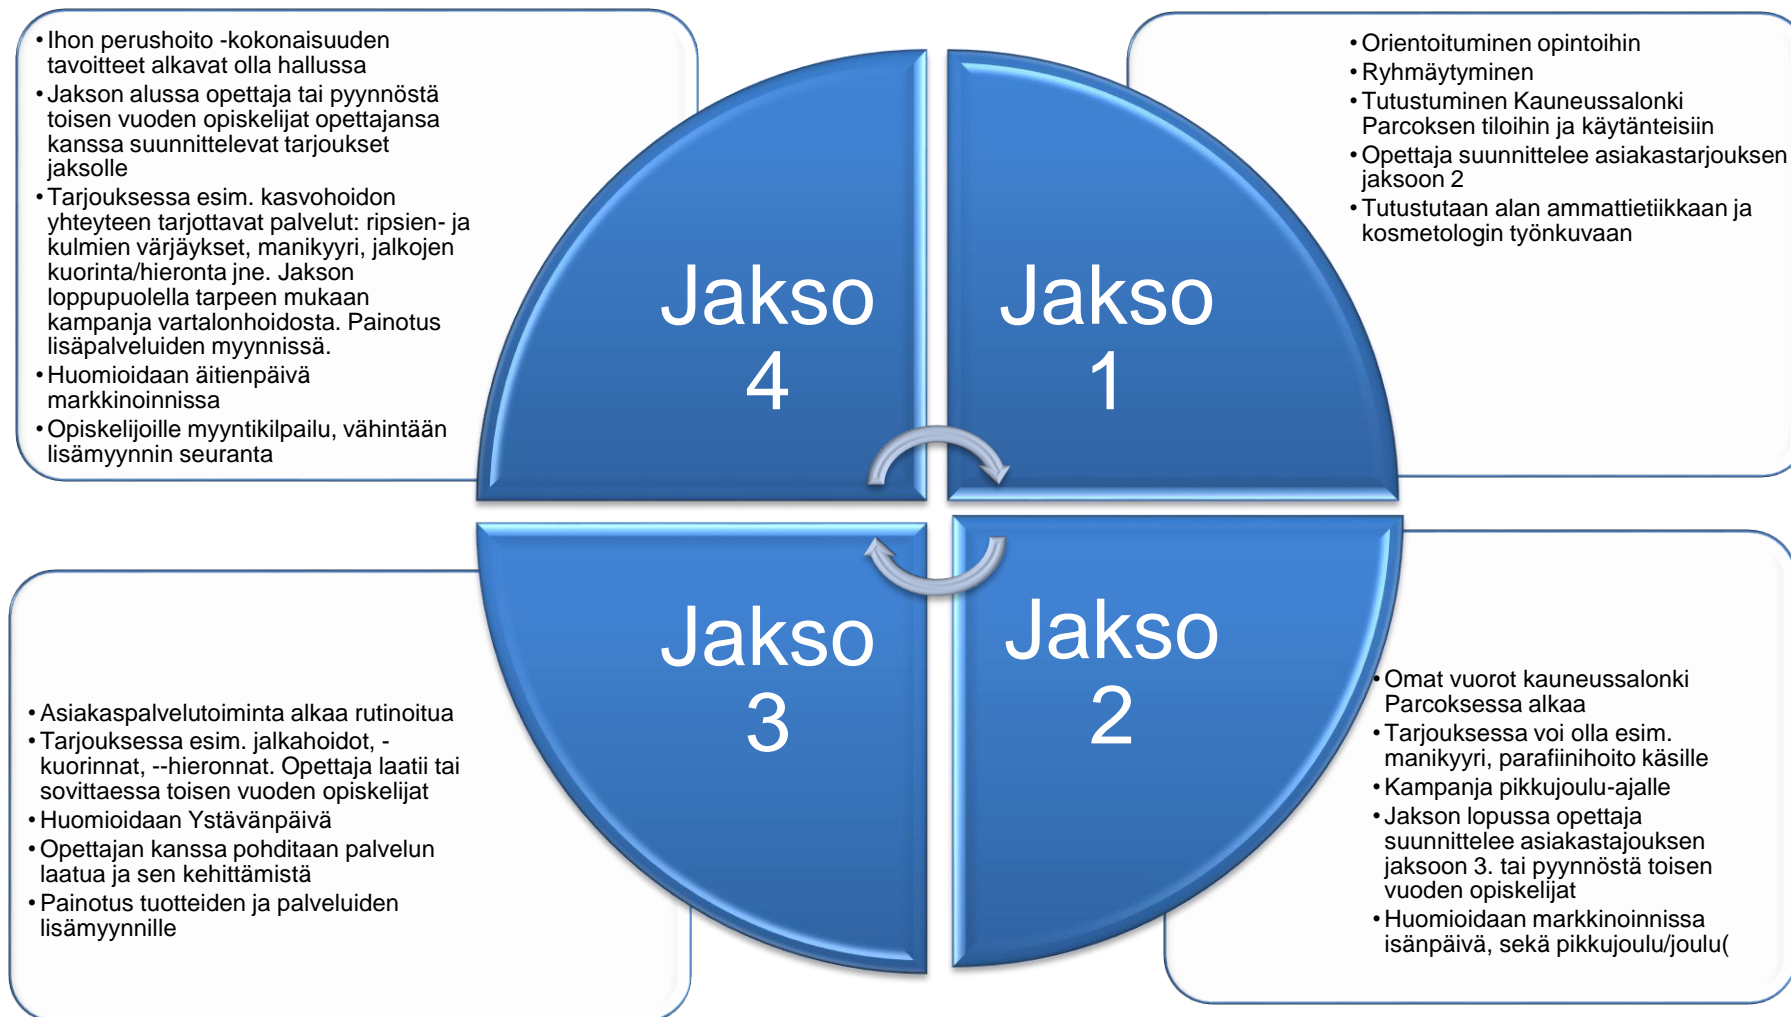 • Ihon perushoito -kokonaisuuden
tavoitteet alkavat olla hallussa
• Jakson alussa opettaja tai pyynnöstä
toisen vuoden opiskelijat opettajansa
kanssa suunnittelevat tarjoukset
jaksolle
• Tarjouksessa esim. kasvohoidon
yhteyteen tarjottavat palvelut: ripsien- ja
kulmien värjäykset, manikyyri, jalkojen
kuorinta/hieronta jne. Jakson
loppupuolella tarpeen mukaan
kampanja vartalonhoidosta. Painotus
lisäpalveluiden myynnissä.
• Huomioidaan äitienpäivä
markkinoinnissa
• Opiskelijoille myyntikilpailu, vähintään
lisämyynnin seuranta
Jakso
4
Jakso
1
• Orientoituminen opintoihin
• Ryhmäytyminen
• Tutustuminen Kauneussalonki
Parcoksen tiloihin ja käytänteisiin
• Opettaja suunnittelee asiakastarjouksen
jaksoon 2
• Tutustutaan alan ammattietiikkaan ja
kosmetologin työnkuvaan
• Asiakaspalvelutoiminta alkaa rutinoitua
• Tarjouksessa esim. jalkahoidot, -
kuorinnat, --hieronnat. Opettaja laatii tai
sovittaessa toisen vuoden opiskelijat
• Huomioidaan Ystävänpäivä
• Opettajan kanssa pohditaan palvelun
laatua ja sen kehittämistä
• Painotus tuotteiden ja palveluiden
lisämyynnille
Jakso
3
Jakso
2
• Omat vuorot kauneussalonki
Parcoksessa alkaa
• Tarjouksessa voi olla esim.
manikyyri, parafiinihoito käsille
• Kampanja pikkujoulu-ajalle
• Jakson lopussa opettaja
suunnittelee asiakastajouksen
jaksoon 3. tai pyynnöstä toisen
vuoden opiskelijat
• Huomioidaan markkinoinnissa
isänpäivä, sekä pikkujoulu/joulu(